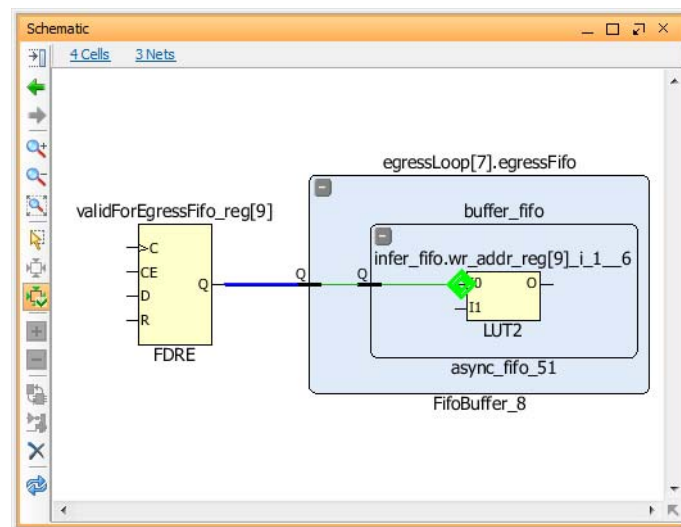 Schematic
4 Cells
3 Nets
egressLoop[7].egressFifo
validForEgressFifo_reg[9]
buffer_fifo
infer_fifo.wr_addr_reg[9]_i_1__6
C
CE
D
R
Q
FDRE
Q
Q
O
I1
LUT2
async_fifo_51
FifoBuffer_8